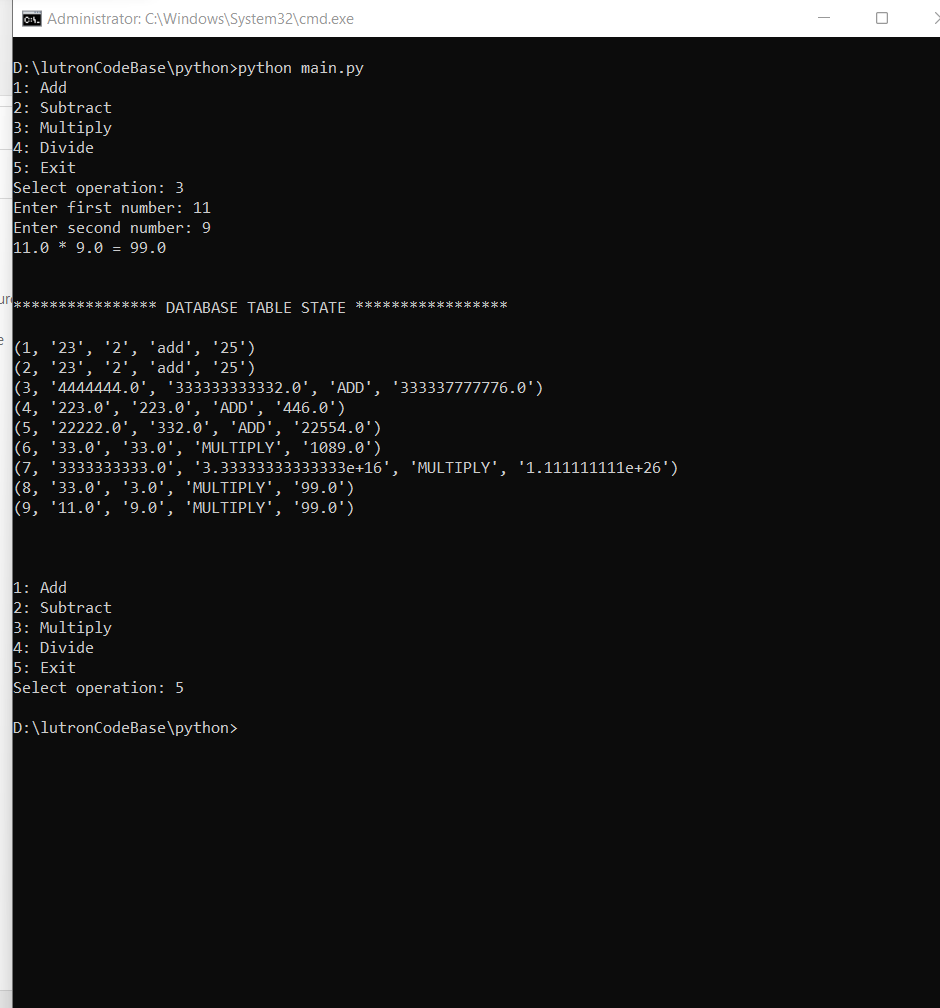 Administrator: C:\Windows\System32\cmd.exe
D:\lutronCodeBase\python>python main.py
1: Add
2: Subtract
3: Multiply
4: Divide
5: Exit
Select operation: 3
Enter first number: 11
Enter second number: 9
11.0 * 9.0 = 99.0
**************** DATABASE TABLE STATE *****************
(1, '23', '2', 'add', '25')
(2, '23', '2', 'add', '25')
(3, '4444444.0', '333333333332.0', 'ADD', '333337777776.0')
(4, '223.0', '223.0', 'ADD', '446.0')
(5, '22222.0', '332.0', 'ADD', '22554.0')
(6, '33.0', '33.0', 'MULTIPLY', '1089.0')
(7, '3333333333.0', '3.33333333333333e+16', 'MULTIPLY', '1.111111111e+26')
(8, '33.0', '3.0', 'MULTIPLY', '99.0')
(9, '11.0', '9.0', 'MULTIPLY', '99.0')
1: Add
2: Subtract
3: Multiply
4: Divide
5: Exit
Select operation: 5
D:\lutronCodeBase\python>